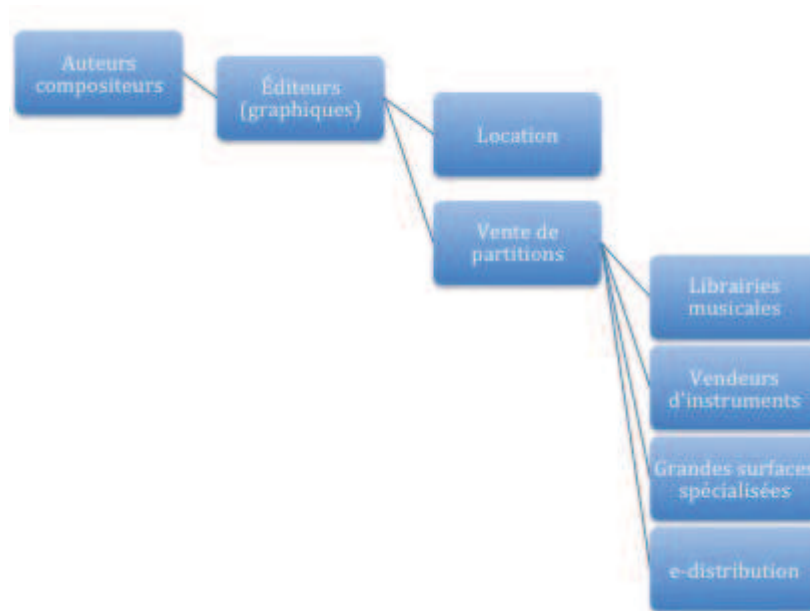 Auteurs
compositeurs
Éditeurs
(graphiques)
Location
Vente de
partitions
Librairies
musicales
Vendeurs
d'instruments
Grandes surfaces
spécialisées
e-distribution